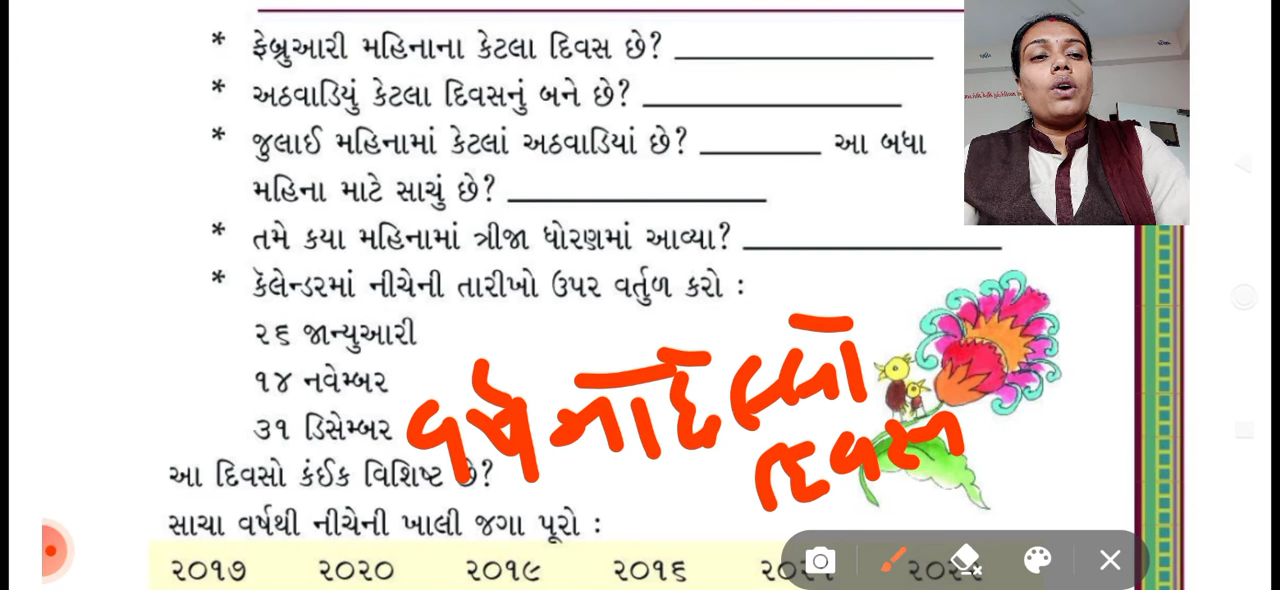 * ફેબ્રુઆરી મહિનાના કેટલા દિવસ છે?
* અઠવાડિયું કેટલા દિવસનું બને છે?
* જુલાઈ મહિનામાં કેટલાં અઠવાડિયાં છે? આ બધા
મહિના માટે સાચું છે?
* તમે કયા મહિનામાં ત્રીજા ધોરણમાં આવ્યા?
* કૅલેન્ડરમાં નીચેની તારીખો ઉપર વર્તુળ કરો :
૨૬ જાન્યુઆરી
૧૪ નવેમ્બર
૩૧ ડિસેમ્બર
વર્ષ
દિવસ
આ દિવસો કંઈક વિશિષ્ટ છે?
સાચા વર્ષથી નીચેની ખાલી જગા પૂરો :
૨૦૧૭ ૨૦૨૦ ૨૦૧૯ ૨૦૧૬